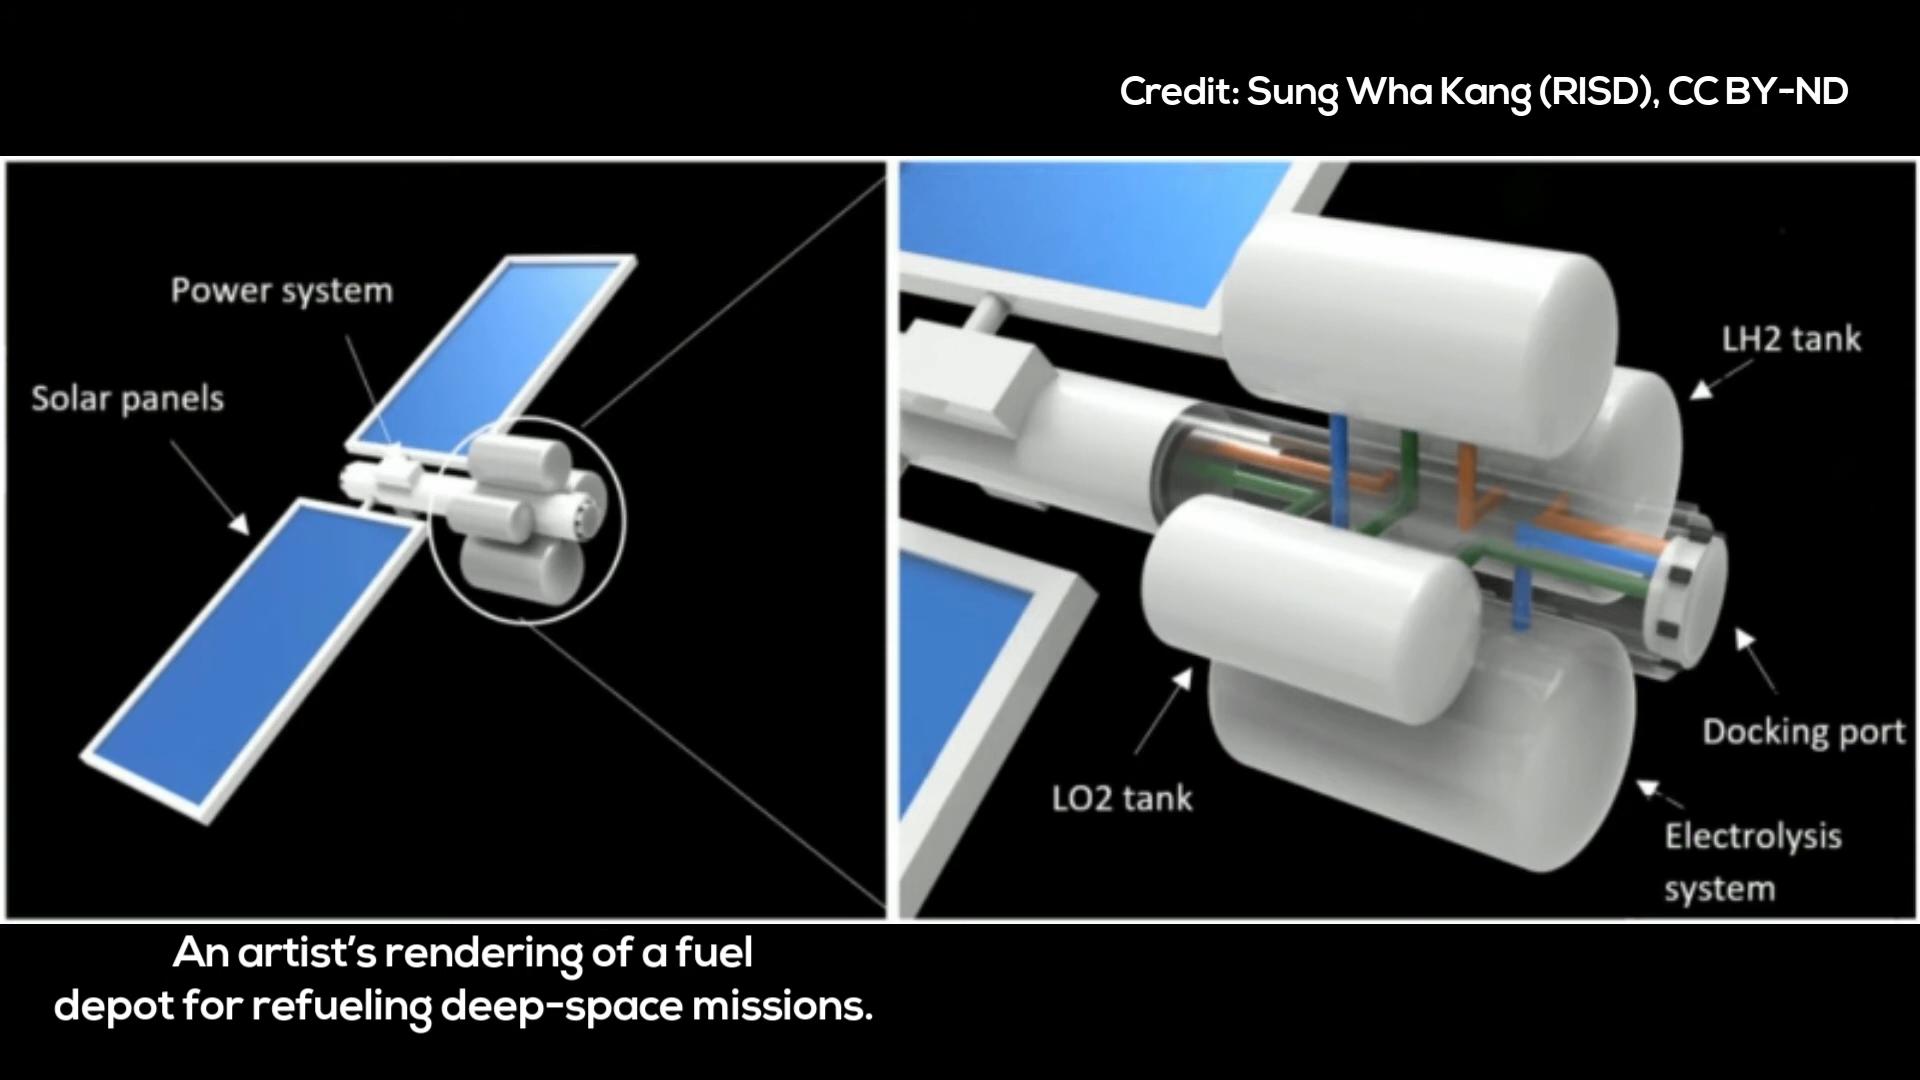 Credit: Sung Wha Kang (RISD), CC BY-ND
Power system
Solar panels
LH2 tank
Docking port
LO2 tank
Electrolysis
system
An artist's rendering of a fuel
depot for refueling deep-space missions.